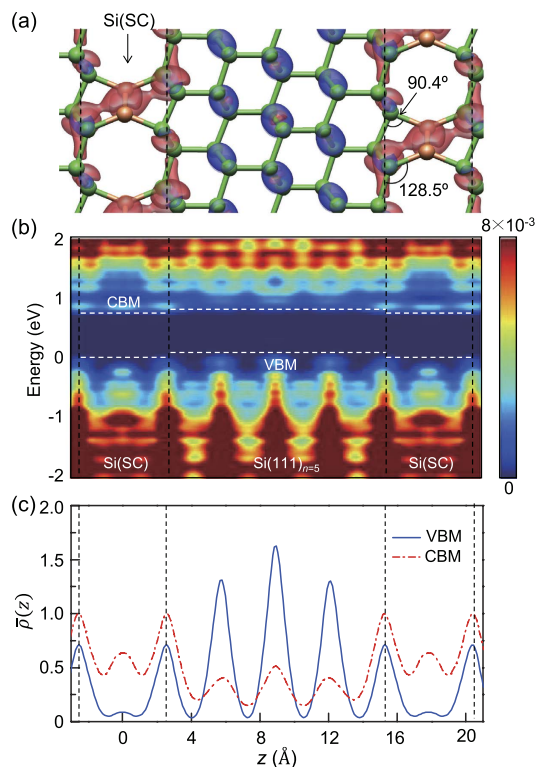 (a)
Si(SC)
90.4º
128.5º
(b)
8×10⁻³
2
1
0
-1
-2
Energy (eV)
CBM
VBM
Si(SC)
Si(111)ₙ₌₅
Si(SC)
0
(c)
2.0
1.5
1.0
0.5
0
ρ̄(z)
VBM
CBM
0
4
8
12
16
20
z (Å)